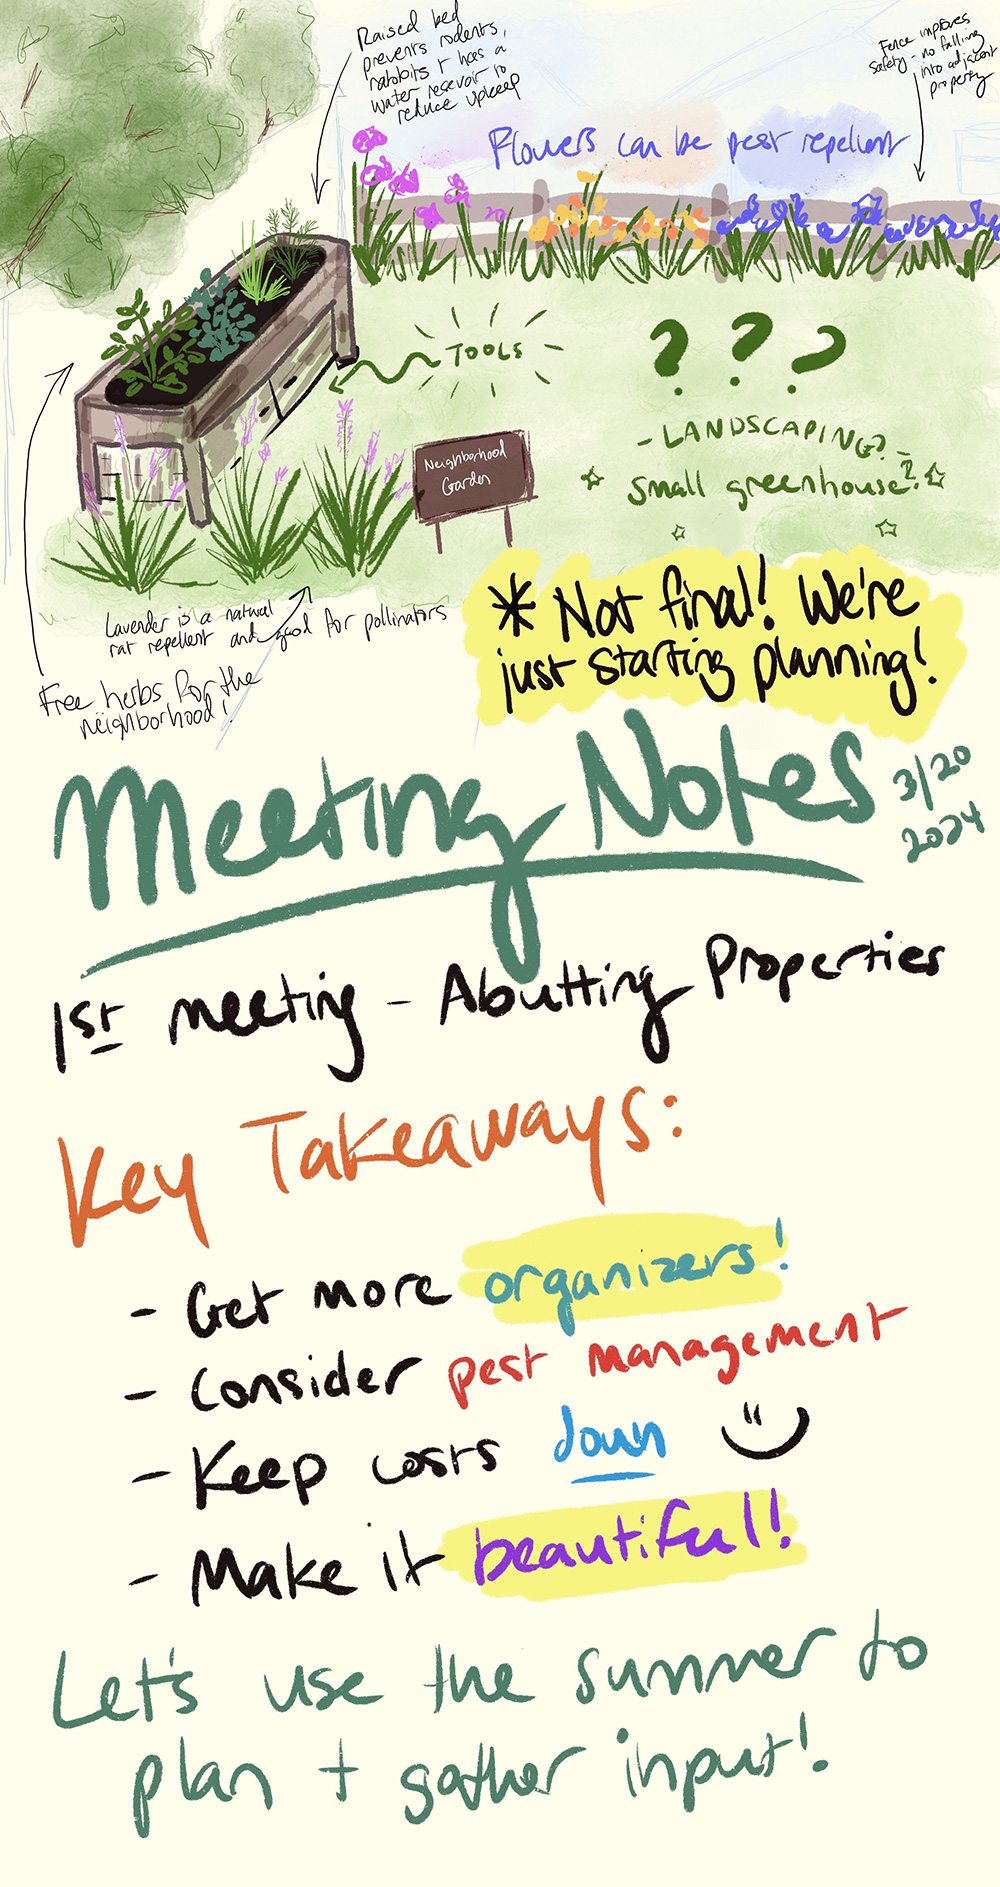 Raised bed
prevents rodents,
rabbits + has a
water reservoir to
reduce upkeep
Fence improves
safety - no falling
into adjacent
property
Flowers can be pest repellent
TOOLS
? ? ?
- LANDSCAPING? -
small greenhouse?
Neighborhood
Garden
Lavender is a natural
rat repellent and good for pollinators
Free herbs for the
neighborhood!
* Not final! We're
just starting planning!
Meeting Notes
3/20
2024
1st meeting - Abutting Properties
Key Takeaways:
- Get more organizers!
- Consider pest management
- Keep costs down
- Make it beautiful!
Let's use the summer to
plan + gather input!